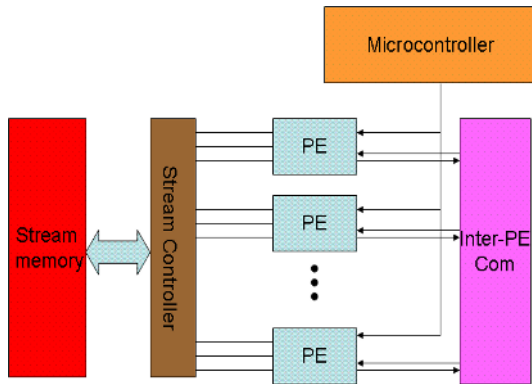 Microcontroller
PE
PE
PE
Stream
memory
Stream Controller
Inter-PE
Com